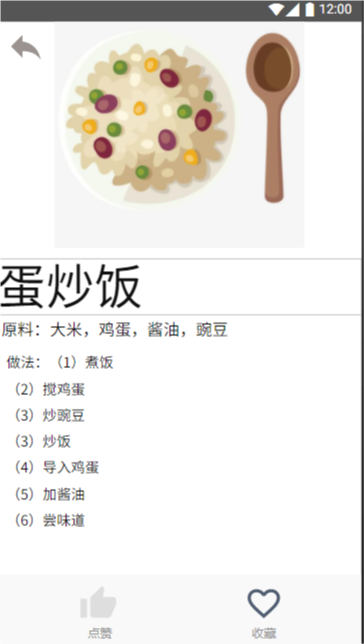 12:00
蛋炒饭
原料：大米，鸡蛋，酱油，豌豆
做法：（1）煮饭
（2）搅鸡蛋
（3）炒豌豆
（3）炒饭
（4）导入鸡蛋
（5）加酱油
（6）尝味道
点赞 收藏